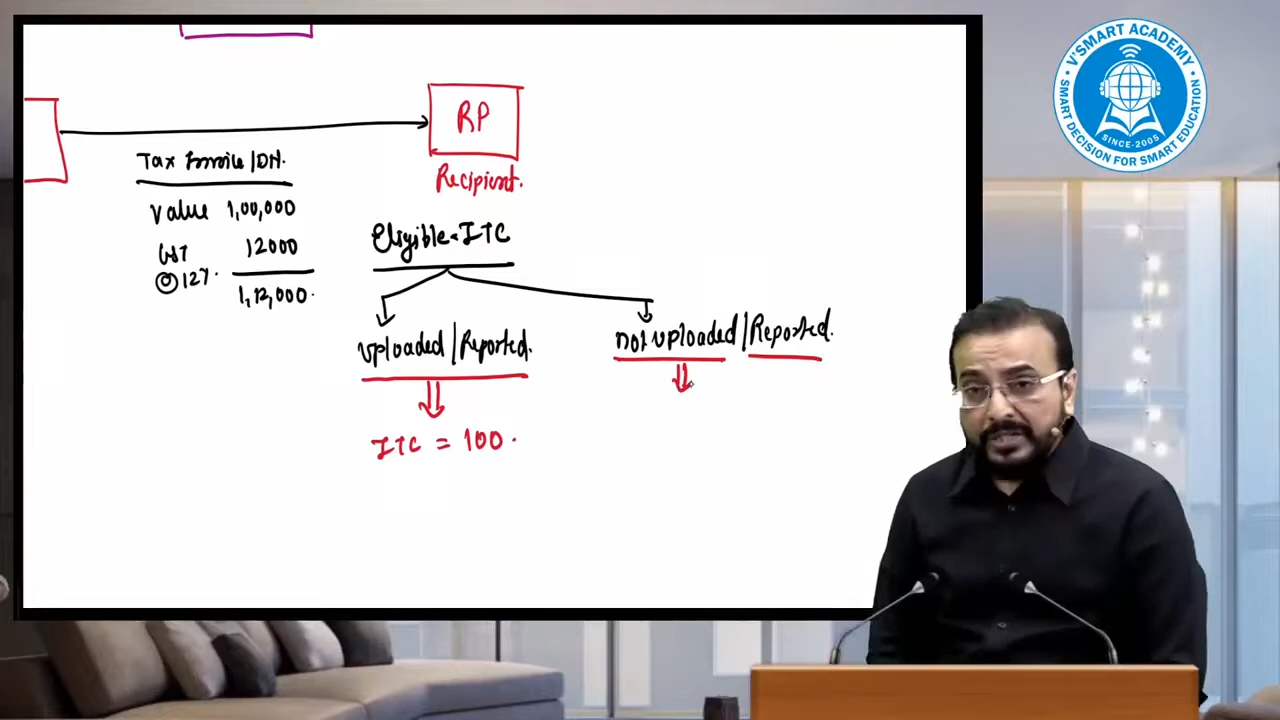 RP
Recipient.
Tax Invoice/DN.
Value 1,00,000
GST 12000
@12%.
1,12,000.
Eligible ITC
Uploaded/Reported.
ITC = 100.
not uploaded/Reported.
V'SMART ACADEMY
SINCE-2005
SMART DECISION FOR SMART EDUCATION